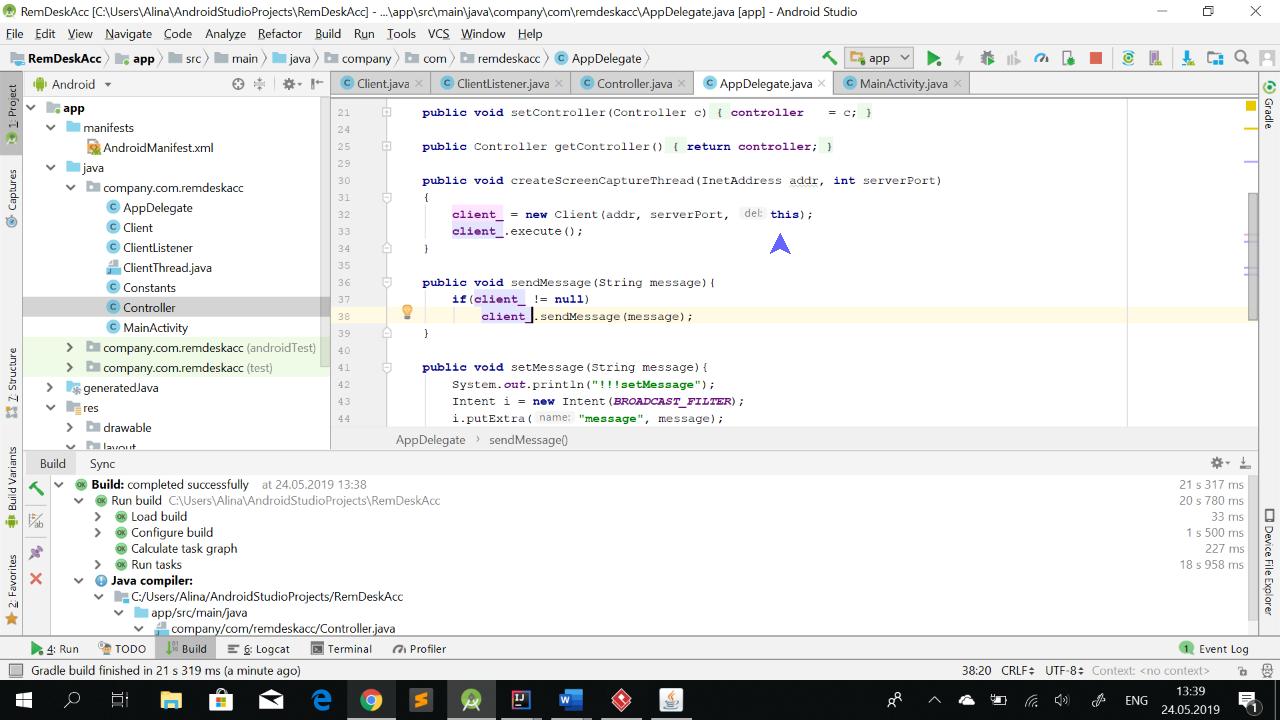 RemDeskAcc [C:\Users\Alina\AndroidStudioProjects\RemDeskAcc] - ...\app\src\main\java\company\com\remdeskacc\AppDelegate.java [app] - Android Studio
File Edit View Navigate Code Analyze Refactor Build Run Tools VCS Window Help
RemDeskAcc app src main java company com remdeskacc AppDelegate app
Android Client.java ClientListener.java Controller.java AppDelegate.java MainActivity.java
1: Project
Captures
7: Structure
Build Variants
2: Favorites
Gradle
Device File Explorer
app
manifests
AndroidManifest.xml
java
company.com.remdeskacc
AppDelegate
Client
ClientListener
ClientThread.java
Constants
Controller
MainActivity
company.com.remdeskacc (androidTest)
company.com.remdeskacc (test)
generatedJava
res
drawable
layout
21 public void setController(Controller c) { controller = c; }
24
25 public Controller getController() { return controller; }
29
30 public void createScreenCaptureThread(InetAddress addr, int serverPort)
31 {
32 client_ = new Client(addr, serverPort, del: this);
33 client_.execute();
34 }
35
36 public void sendMessage(String message){
37 if(client_ != null)
38 client_.sendMessage(message);
39 }
40
41 public void setMessage(String message){
42 System.out.println("!!!setMessage");
43 Intent i = new Intent(BROADCAST_FILTER);
44 i.putExtra( name: "message", message);
AppDelegate › sendMessage()
Build Sync
Build: completed successfully at 24.05.2019 13:38 21 s 317 ms
Run build C:\Users\Alina\AndroidStudioProjects\RemDeskAcc 20 s 780 ms
Load build 33 ms
Configure build 1 s 500 ms
Calculate task graph 227 ms
Run tasks 18 s 958 ms
Java compiler:
C:/Users/Alina/AndroidStudioProjects/RemDeskAcc
app/src/main/java
company/com/remdeskacc/Controller.java
4: Run TODO Build 6: Logcat Terminal Profiler 1 Event Log
Gradle build finished in 21 s 319 ms (a minute ago) 38:20 CRLF UTF-8 Context: <no context>
ENG 13:39
24.05.2019 1